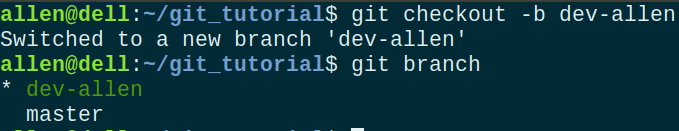 allen@dell:~/git_tutorial$ git checkout -b dev-allen
Switched to a new branch 'dev-allen'
allen@dell:~/git_tutorial$ git branch
* dev-allen
  master